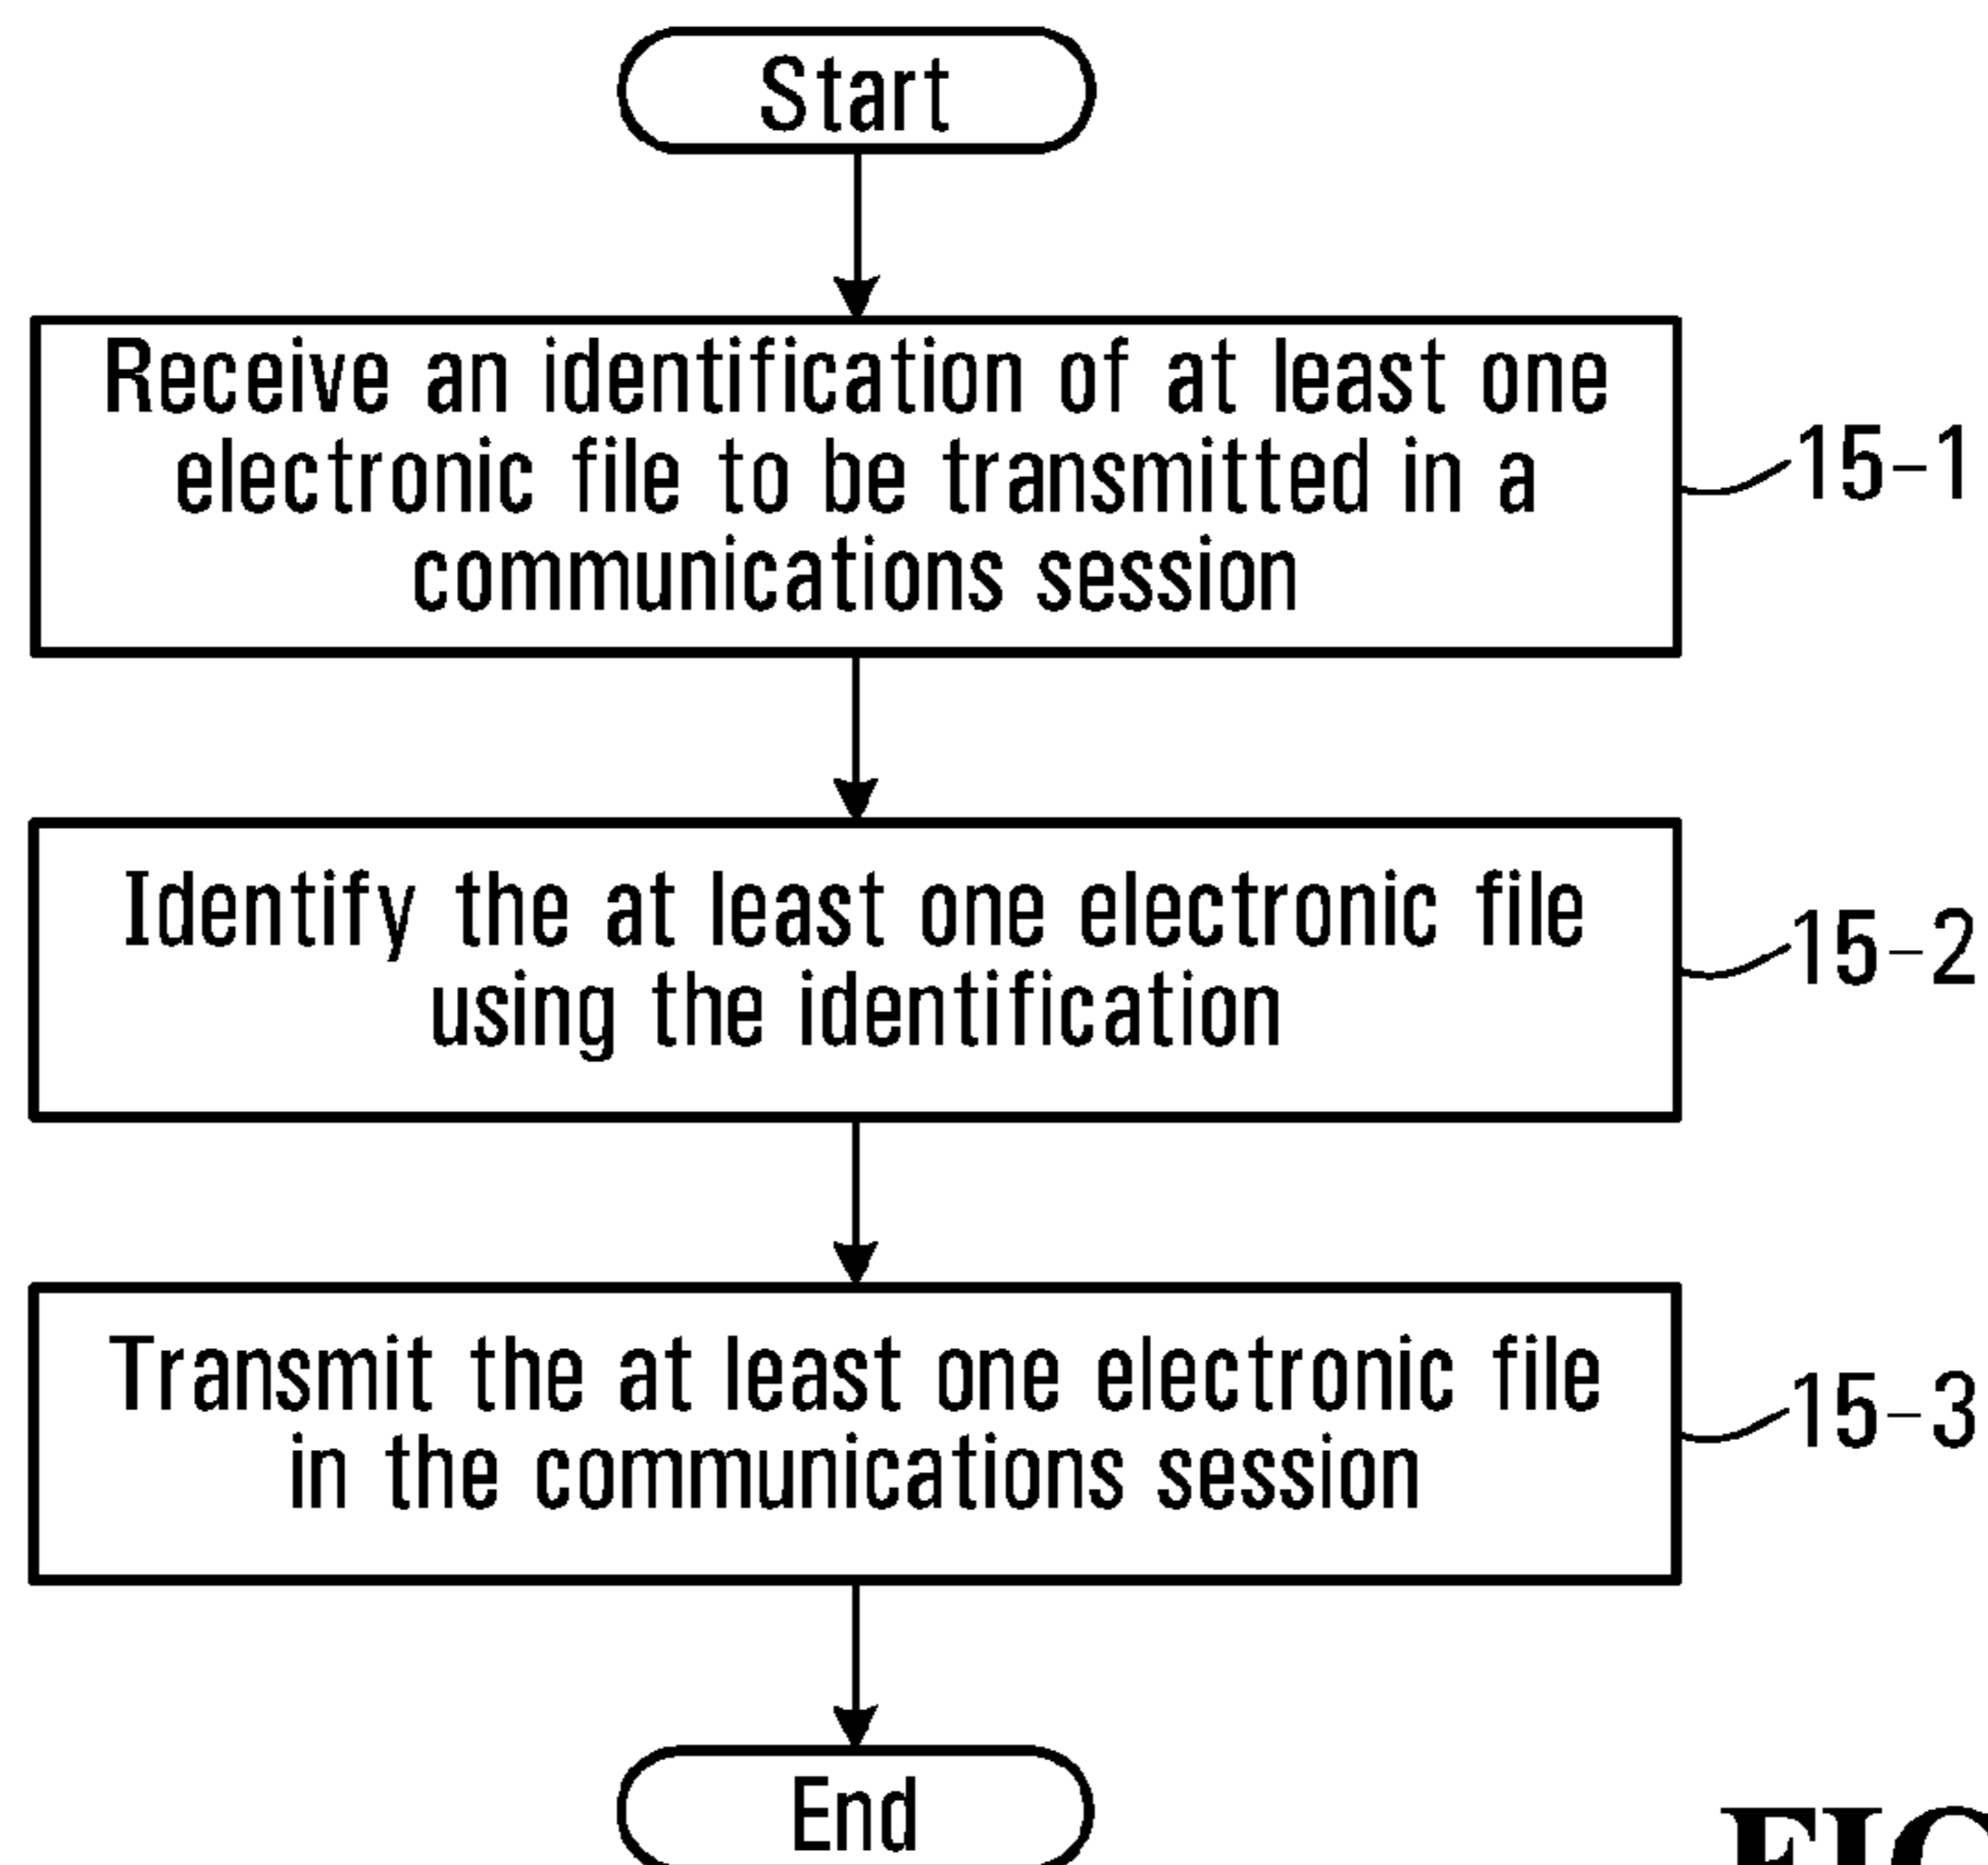 Start
Receive an identification of at least one
electronic file to be transmitted in a
communications session
15-1
Identify the at least one electronic file
using the identification
15-2
Transmit the at least one electronic file
in the communications session
15-3
End